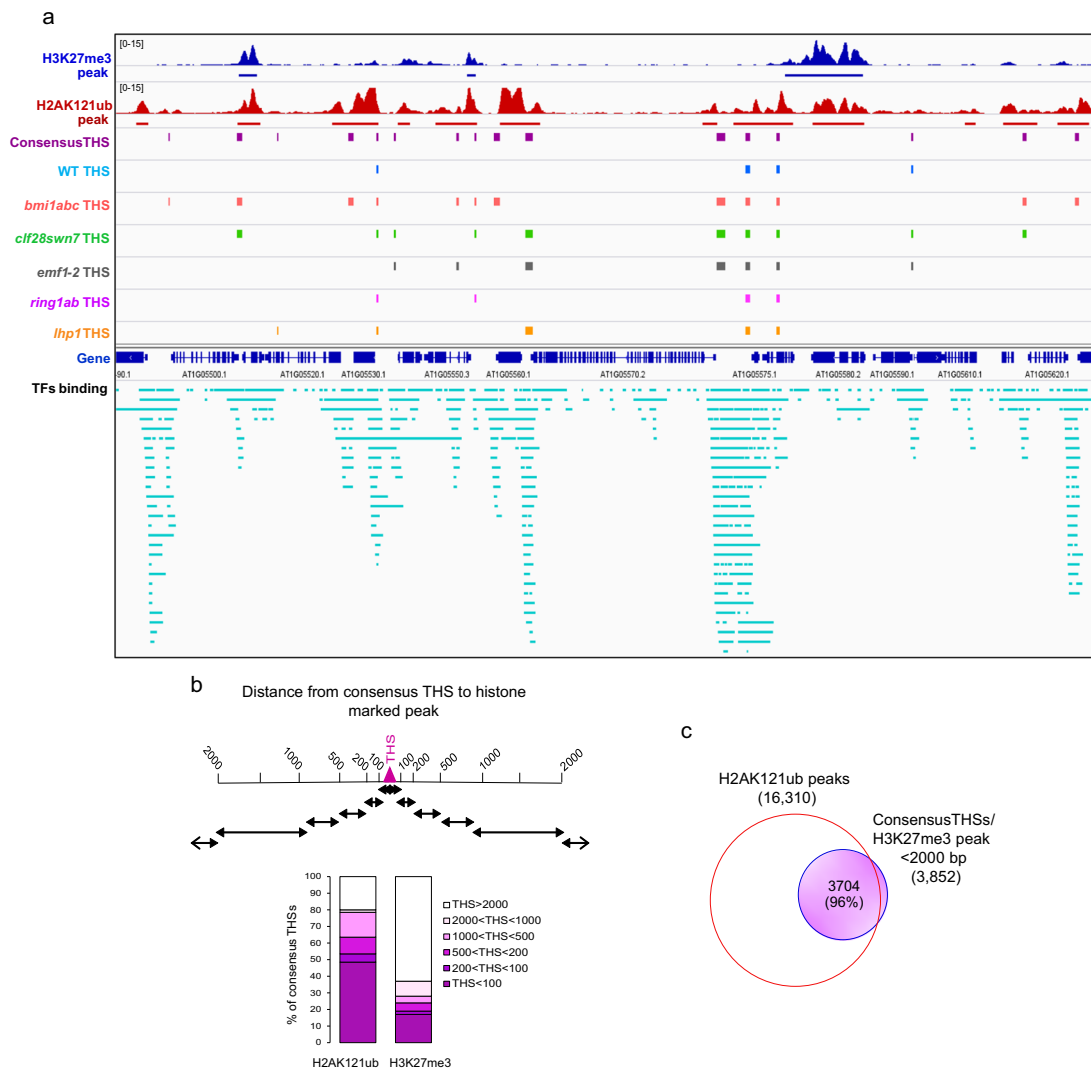 a
[0-15]
H3K27me3
peak
[0-15]
H2AK121ub
peak
ConsensusTHS
WT THS
bmi1abc THS
clf28swn7 THS
emf1-2 THS
ring1ab THS
lhp1THS
Gene
-90.1 AT1G05500.1 AT1G05520.1 AT1G05530.1 AT1G05550.3 AT1G05560.1 AT1G05570.2 AT1G05575.1 AT1G05580.2 AT1G05590.1 AT1G05610.1 AT1G05620.1
TFs binding
b
Distance from consensus THS to histone
marked peak
THS
2000 1000 500 200 100 100 200 500 1000 2000
100
90
80
70
60
50
40
30
20
10
0
% of consensus THSs
H2AK121ub H3K27me3
THS>2000
2000<THS<1000
1000<THS<500
500<THS<200
200<THS<100
THS<100
c
H2AK121ub peaks
(16,310)
ConsensusTHSs/
H3K27me3 peak
<2000 bp
(3,852)
3704
(96%)